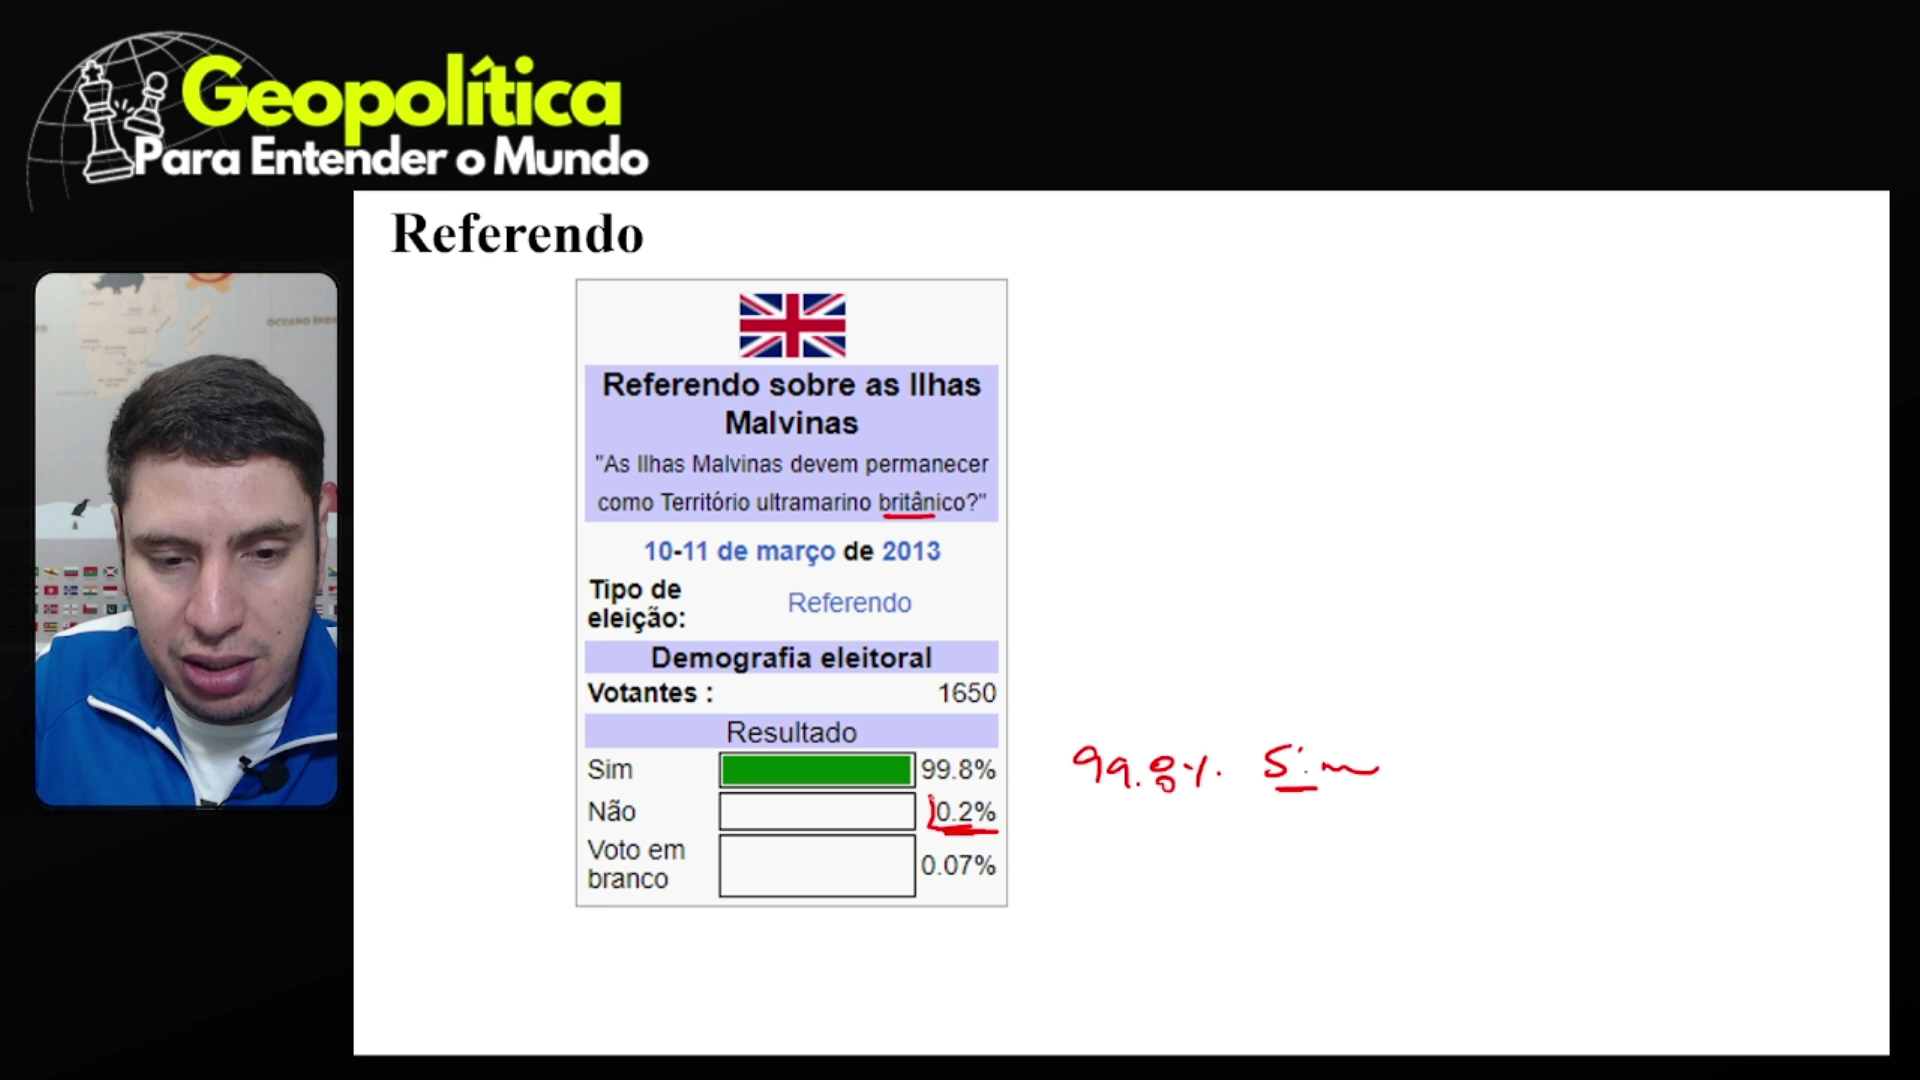 Geopolítica
Para Entender o Mundo
Referendo
OCEANO ÍNDI
Referendo sobre as Ilhas
Malvinas
"As Ilhas Malvinas devem permanecer
como Território ultramarino britânico?"
10-11 de março de 2013
Tipo de
eleição:
Referendo
Demografia eleitoral
Votantes : 1650
Resultado
Sim 99.8%
Não 0.2%
Voto em
branco
0.07%
99.8%. Sim